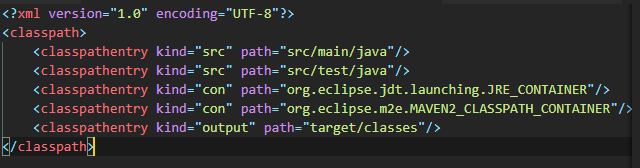 <?xml version="1.0" encoding="UTF-8"?>
<classpath>
    <classpathentry kind="src" path="src/main/java"/>
    <classpathentry kind="src" path="src/test/java"/>
    <classpathentry kind="con" path="org.eclipse.jdt.launching.JRE_CONTAINER"/>
    <classpathentry kind="con" path="org.eclipse.m2e.MAVEN2_CLASSPATH_CONTAINER"/>
    <classpathentry kind="output" path="target/classes"/>
</classpath>